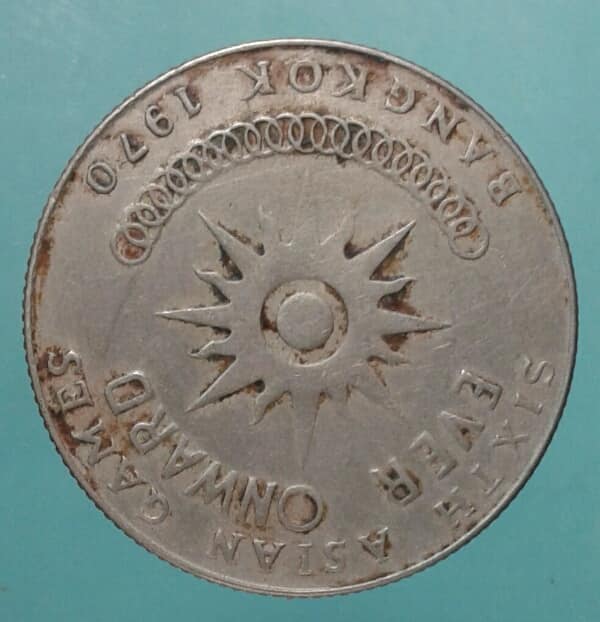 SIXTH ASIAN GAMES
EVER ONWARD
BANGKOK 1970